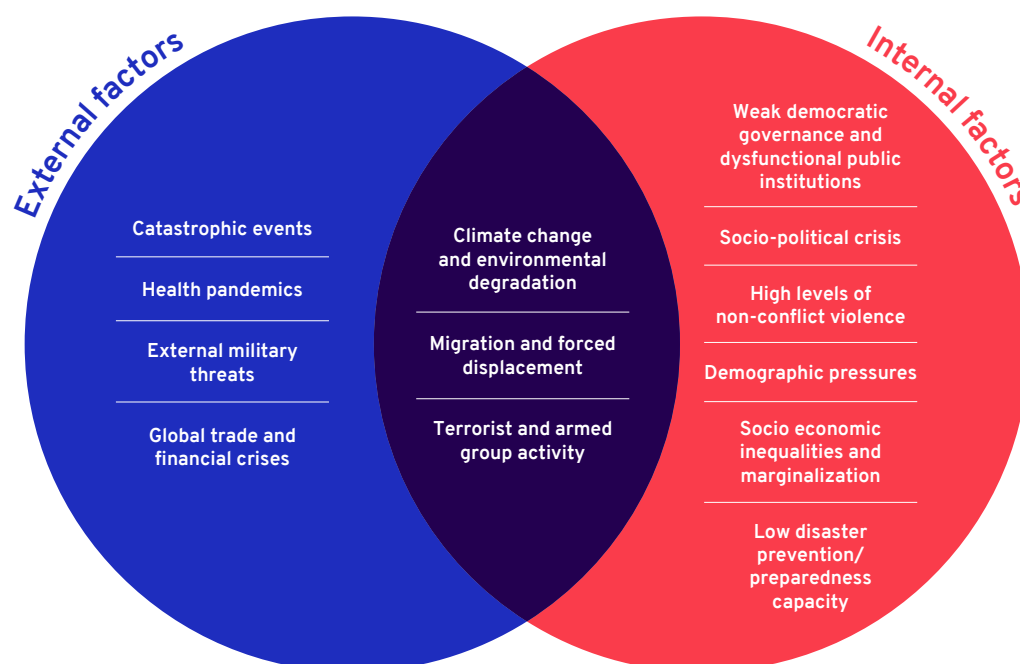 External factors
Catastrophic events
Health pandemics
External military
threats
Global trade and
financial crises
Climate change
and environmental
degradation
Migration and forced
displacement
Terrorist and armed
group activity
Internal factors
Weak democratic
governance and
dysfunctional public
institutions
Socio-political crisis
High levels of
non-conflict violence
Demographic pressures
Socio economic
inequalities and
marginalization
Low disaster
prevention/
preparedness
capacity